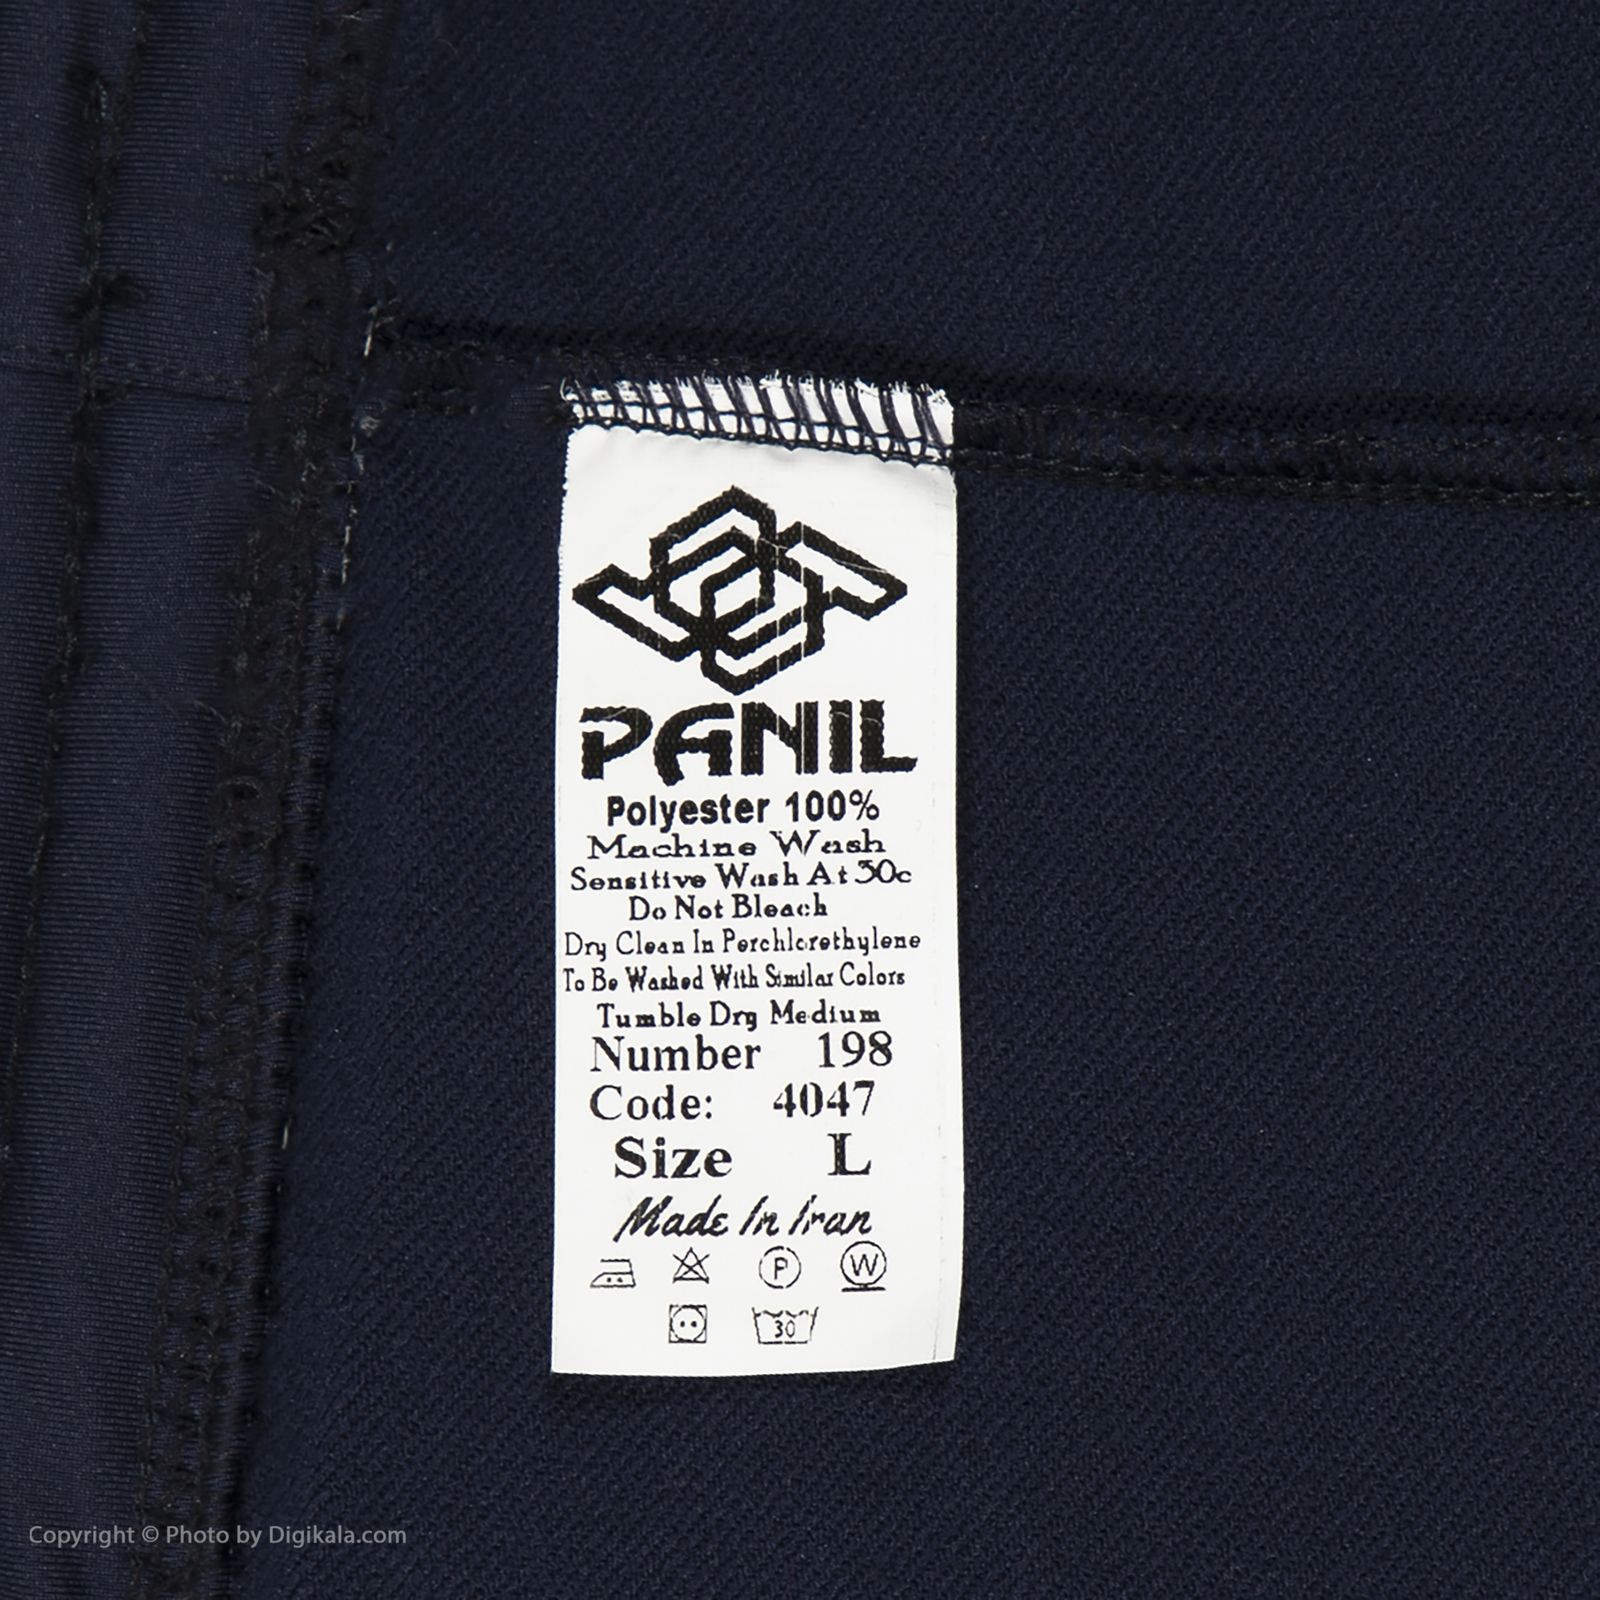 PANIL
Polyester 100%
Machine Wash
Sensitive Wash At 30c
Do Not Bleach
Dry Clean In Perchlorethylene
To Be Washed With Similar Colors
Tumble Dry Medium
Number 198
Code: 4047
Size L
Made In Iran
P W
30
Copyright © Photo by Digikala.com